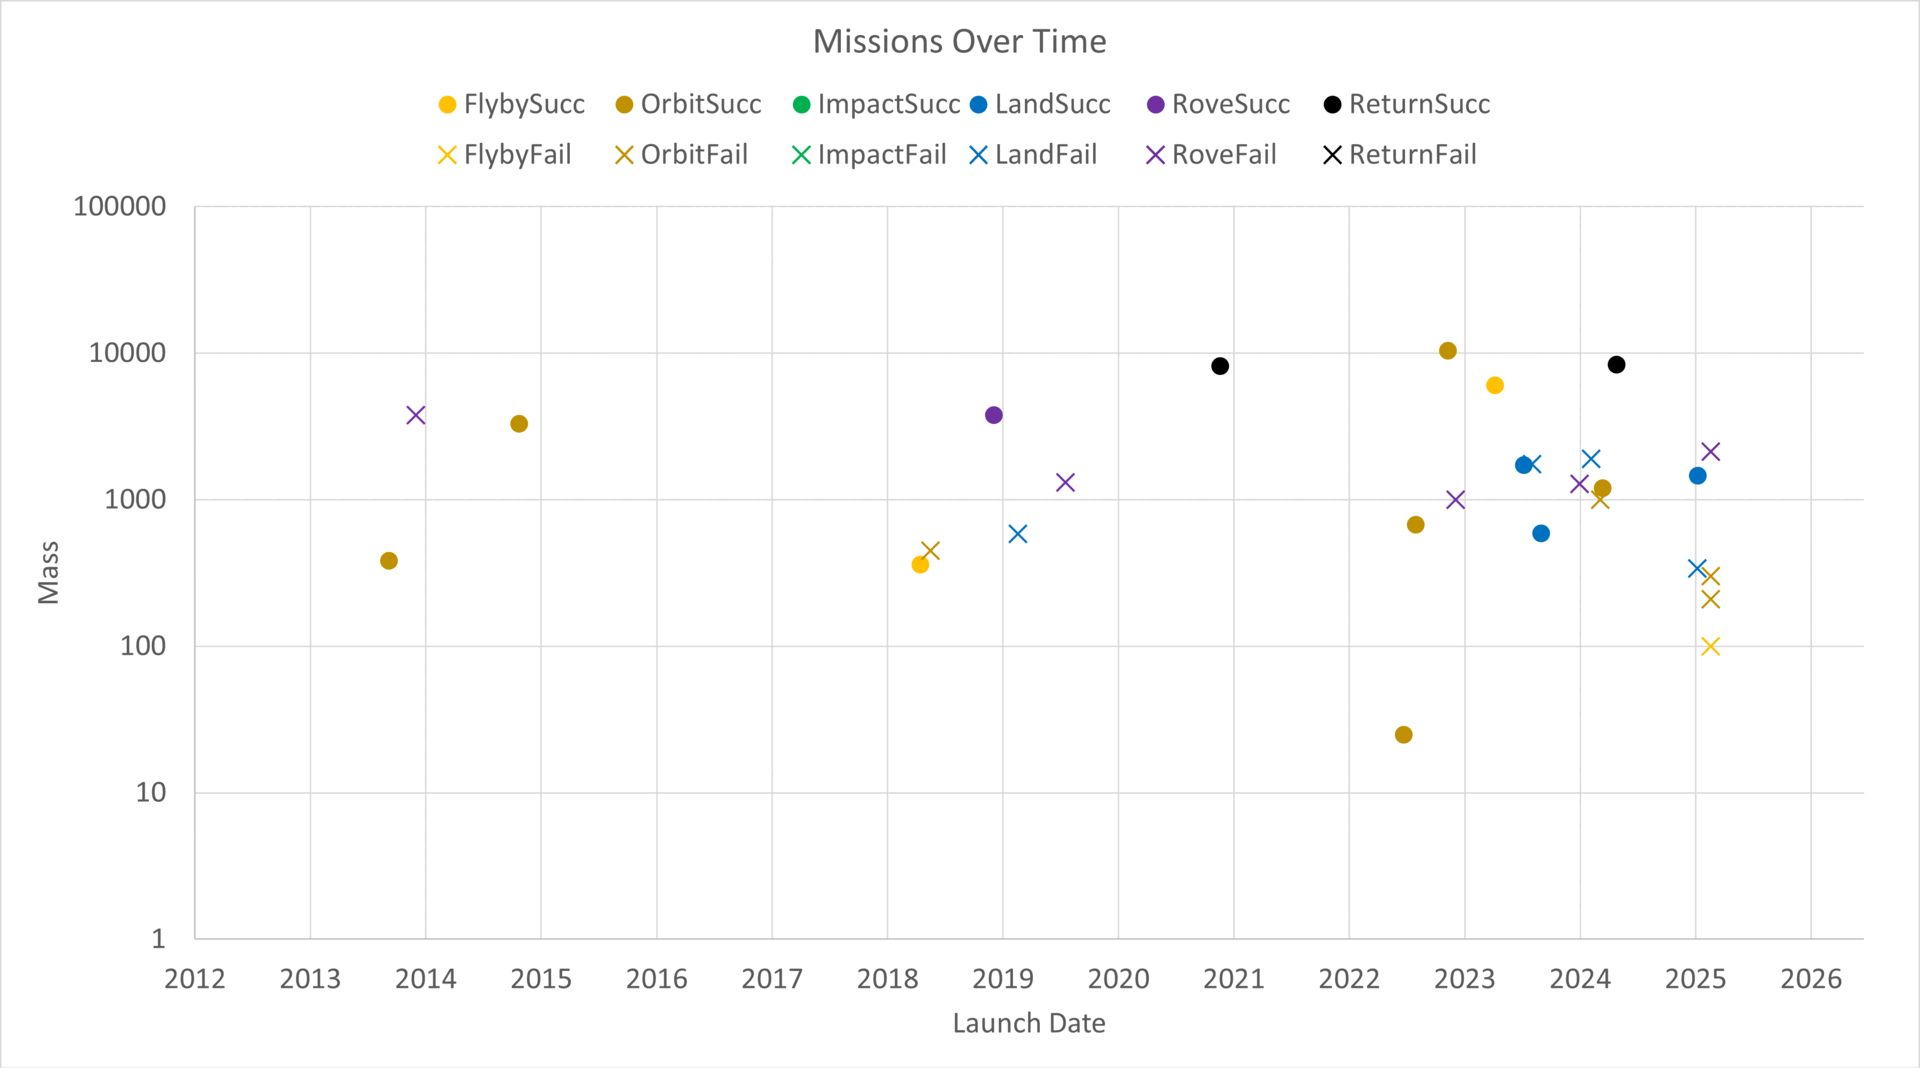 Missions Over Time
FlybySucc OrbitSucc ImpactSucc LandSucc RoveSucc ReturnSucc
FlybyFail OrbitFail ImpactFail LandFail RoveFail ReturnFail
100000
10000
1000
100
10
1
Mass
2012 2013 2014 2015 2016 2017 2018 2019 2020 2021 2022 2023 2024 2025 2026
Launch Date